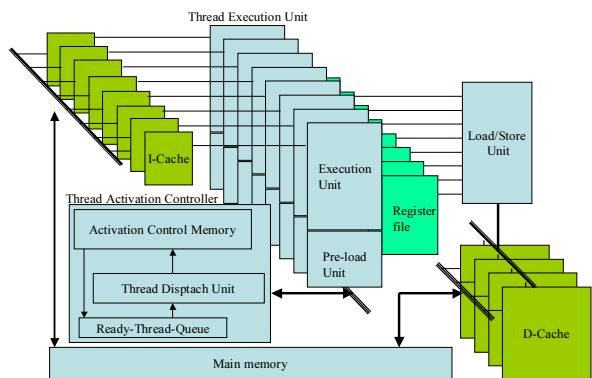 Thread Execution Unit
I-Cache
Load/Store
Unit
Execution
Unit
Register
file
Pre-load
Unit
Thread Activation Controller
Activation Control Memory
Thread Disptach Unit
Ready-Thread-Queue
D-Cache
Main memory